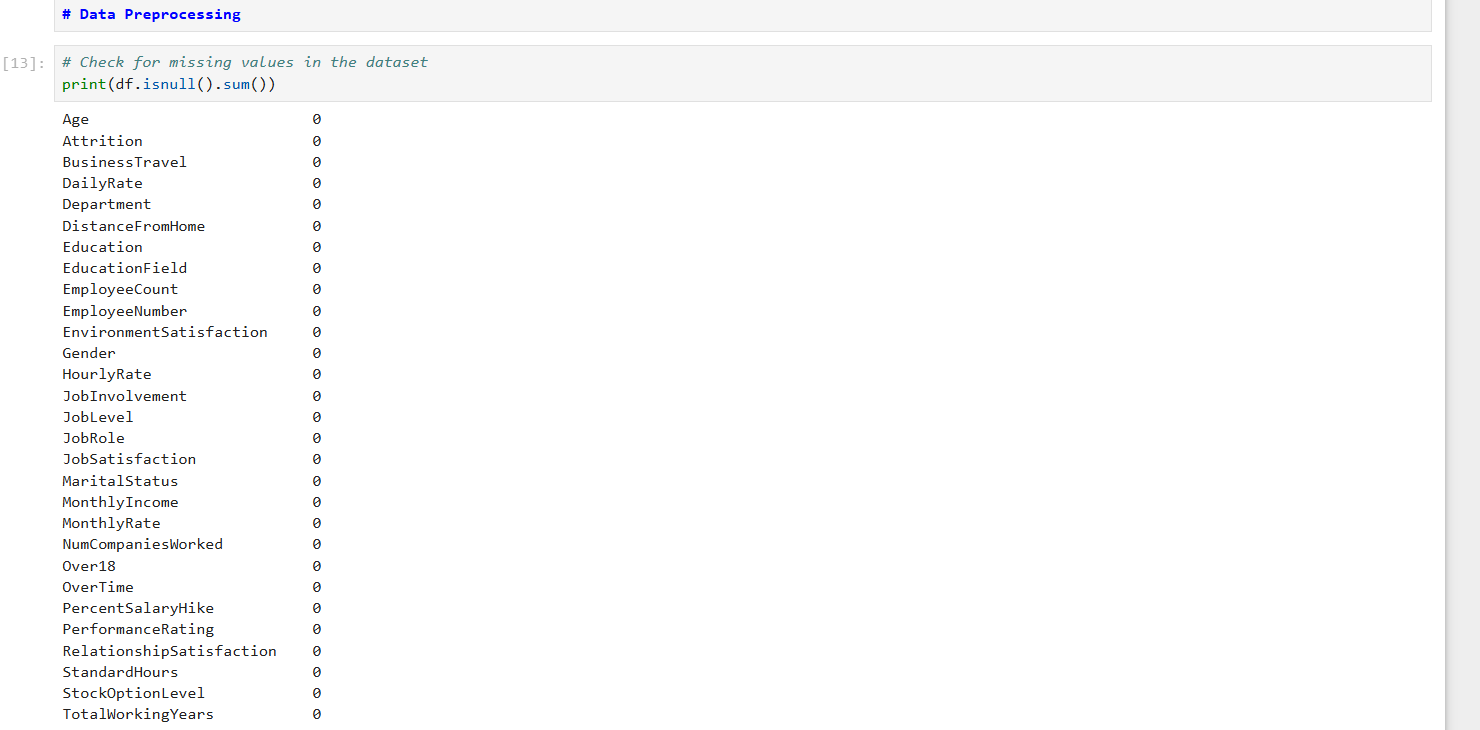 # Data Preprocessing
[13]:
# Check for missing values in the dataset
print(df.isnull().sum())
Age 0
Attrition 0
BusinessTravel 0
DailyRate 0
Department 0
DistanceFromHome 0
Education 0
EducationField 0
EmployeeCount 0
EmployeeNumber 0
EnvironmentSatisfaction 0
Gender 0
HourlyRate 0
JobInvolvement 0
JobLevel 0
JobRole 0
JobSatisfaction 0
MaritalStatus 0
MonthlyIncome 0
MonthlyRate 0
NumCompaniesWorked 0
Over18 0
OverTime 0
PercentSalaryHike 0
PerformanceRating 0
RelationshipSatisfaction 0
StandardHours 0
StockOptionLevel 0
TotalWorkingYears 0